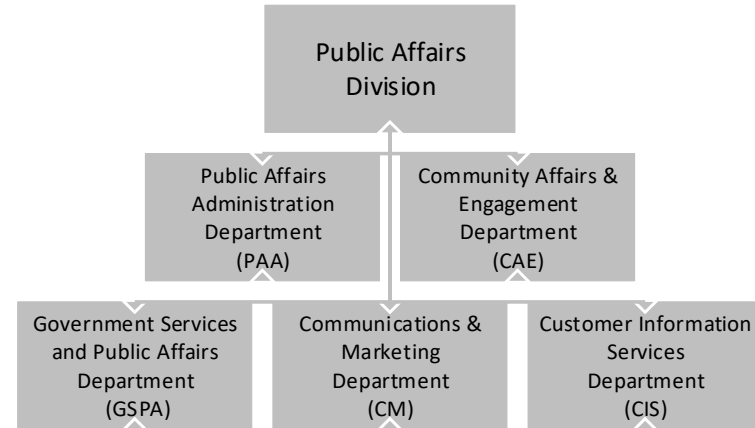 Public Affairs
Division
Public Affairs
Administration
Department
(PAA)
Community Affairs &
Engagement
Department
(CAE)
Government Services
and Public Affairs
Department
(GSPA)
Communications &
Marketing
Department
(CM)
Customer Information
Services
Department
(CIS)